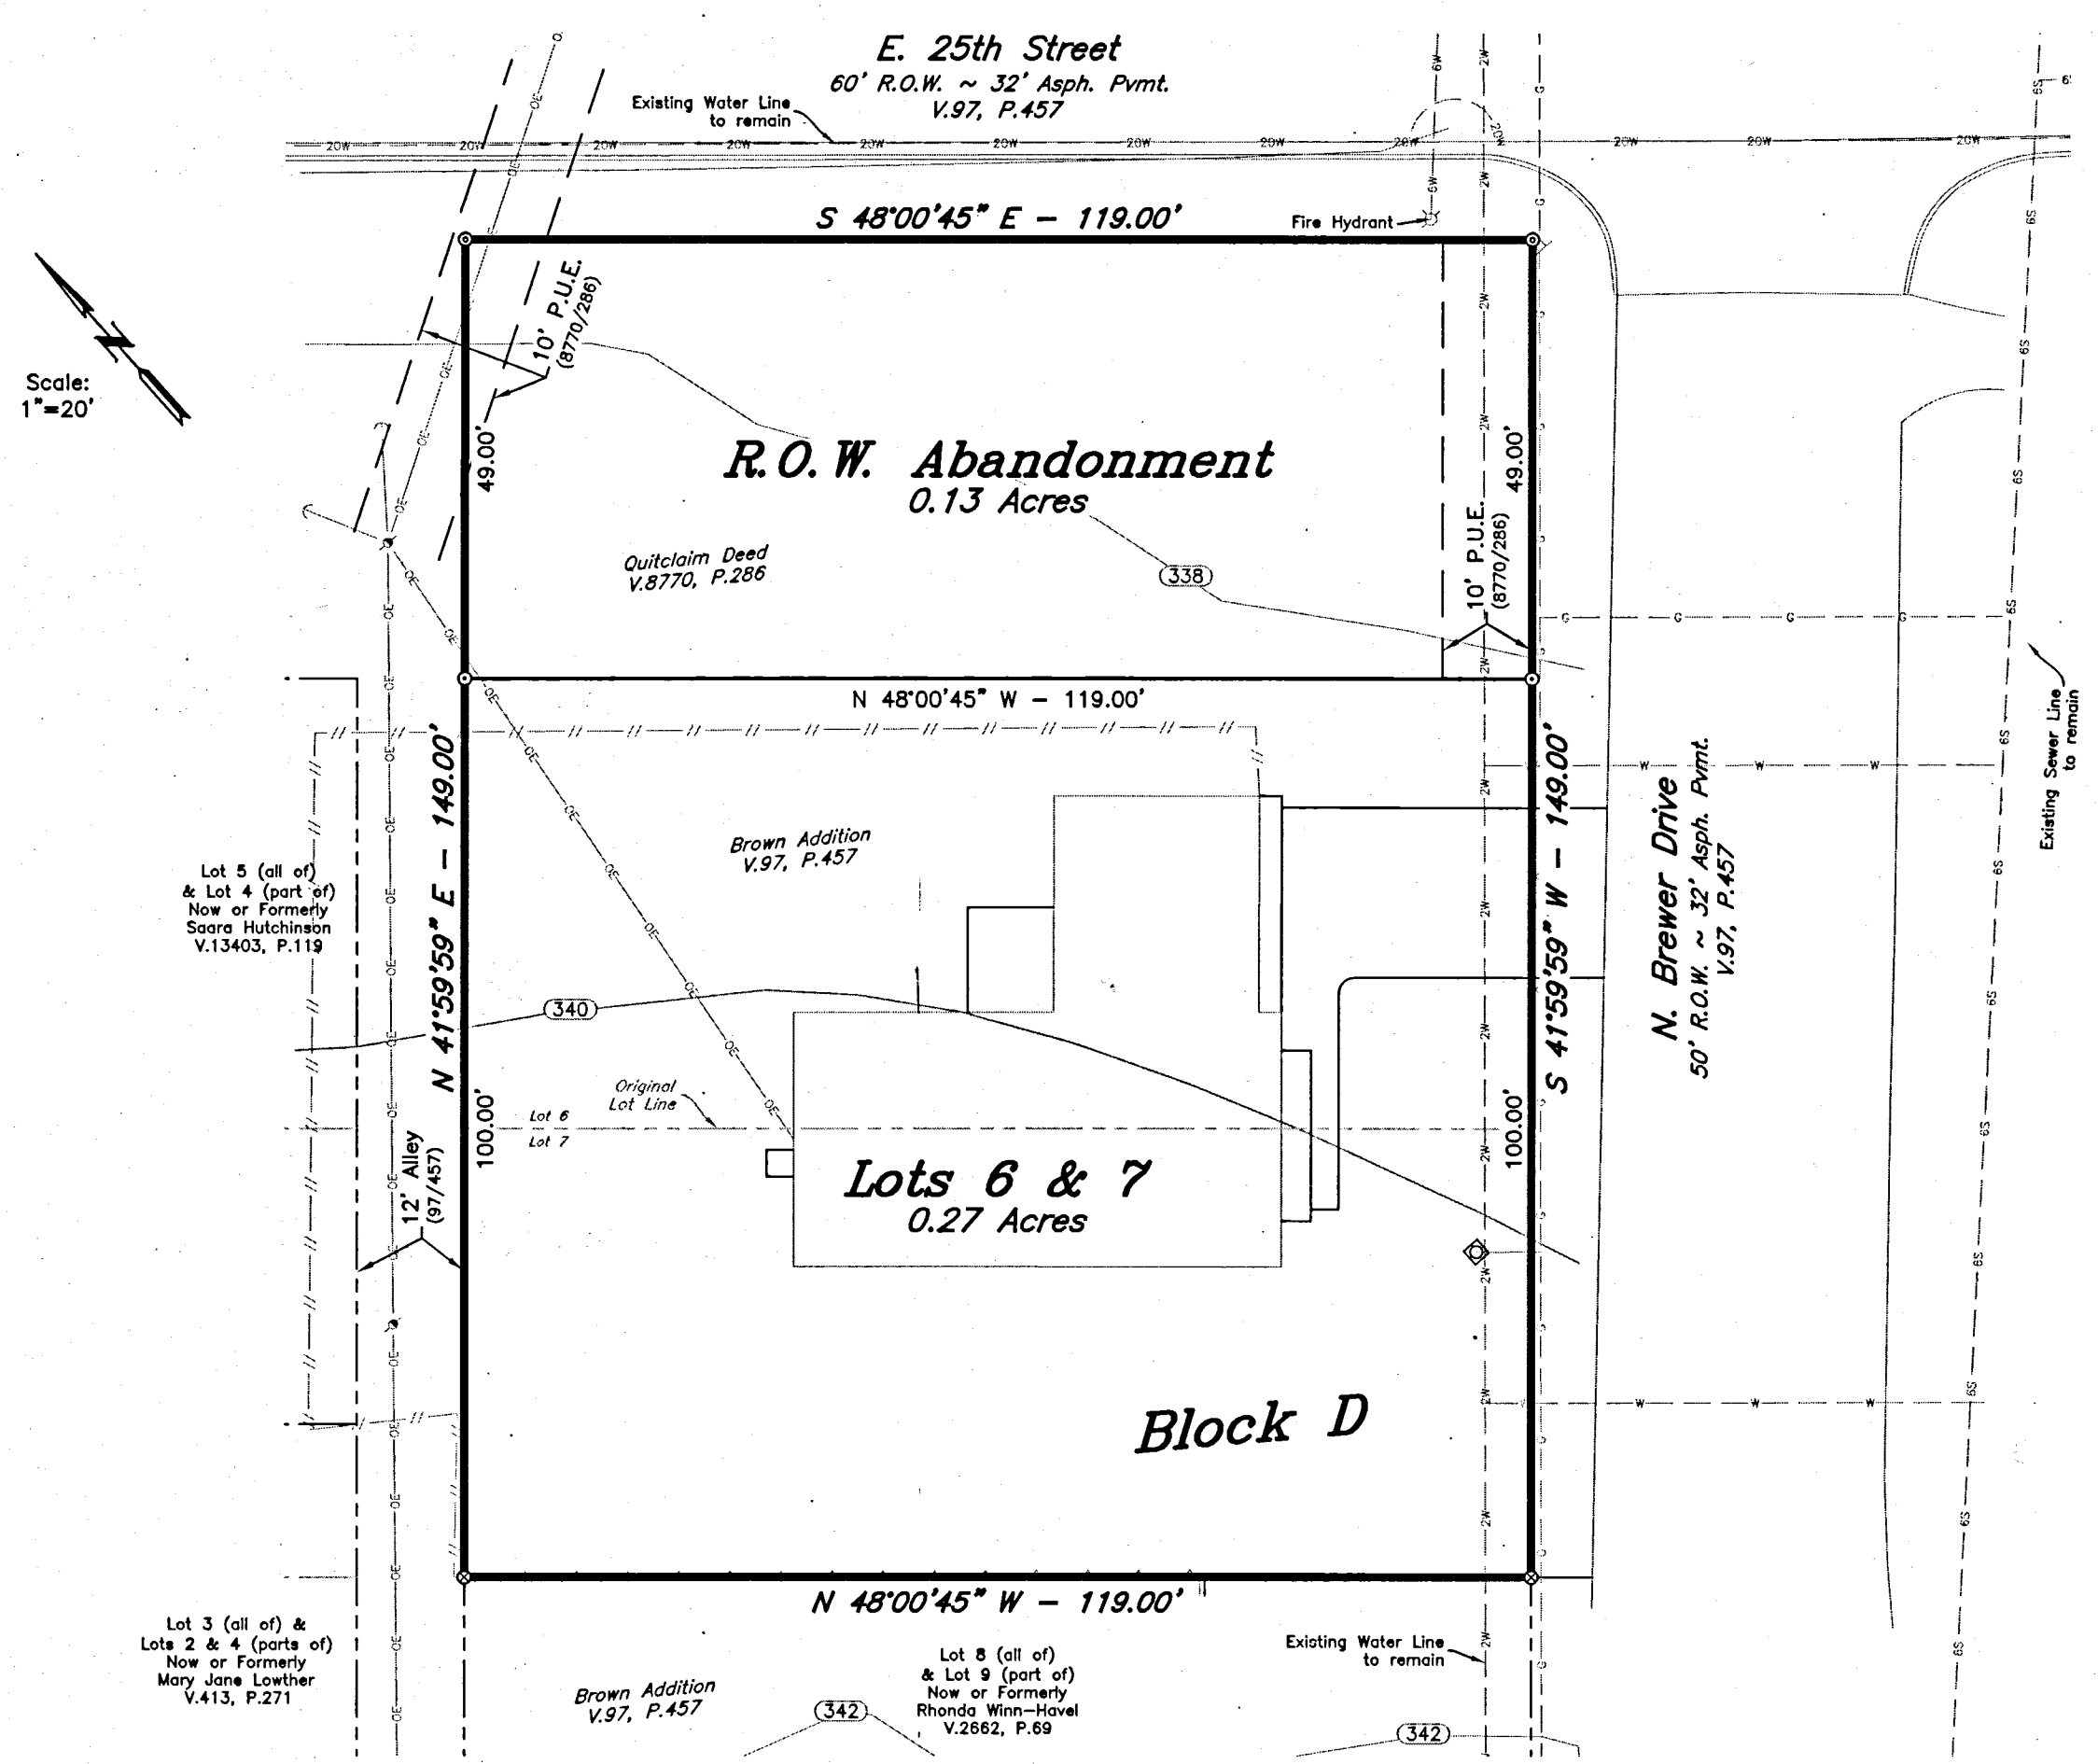 E. 25th Street
60' R.O.W. ~ 32' Asph. Pvmt.
V.97, P.457
Existing Water Line
to remain
S 48°00'45" E - 119.00'
Fire Hydrant
Scale:
1"=20'
10' P.U.E.
(8770/286)
49.00'
R.O.W. Abandonment
0.13 Acres
49.00'
Quitclaim Deed
V.8770, P.286
338
10' P.U.E.
(8770/286)
N 48°00'45" W - 119.00'
N 41°59'59" E - 149.00'
S 41°59'59" W - 149.00'
N. Brewer Drive
50' R.O.W. ~ 32' Asph. Pvmt.
V.97, P.457
Existing Sewer Line
to remain
Brown Addition
V.97, P.457
Lot 5 (all of)
& Lot 4 (part of)
Now or Formerly
Saara Hutchinson
V.13403, P.119
340
Original
Lot Line
Lot 6
Lot 7
100.00'
100.00'
12' Alley
(97/457)
Lots 6 & 7
0.27 Acres
Block D
N 48°00'45" W - 119.00'
Lot 3 (all of) &
Lots 2 & 4 (parts of)
Now or Formerly
Mary Jane Lowther
V.413, P.271
Brown Addition
V.97, P.457
342
Lot 8 (all of)
& Lot 9 (part of)
Now or Formerly
Rhonda Winn-Havel
V.2662, P.69
Existing Water Line
to remain
342